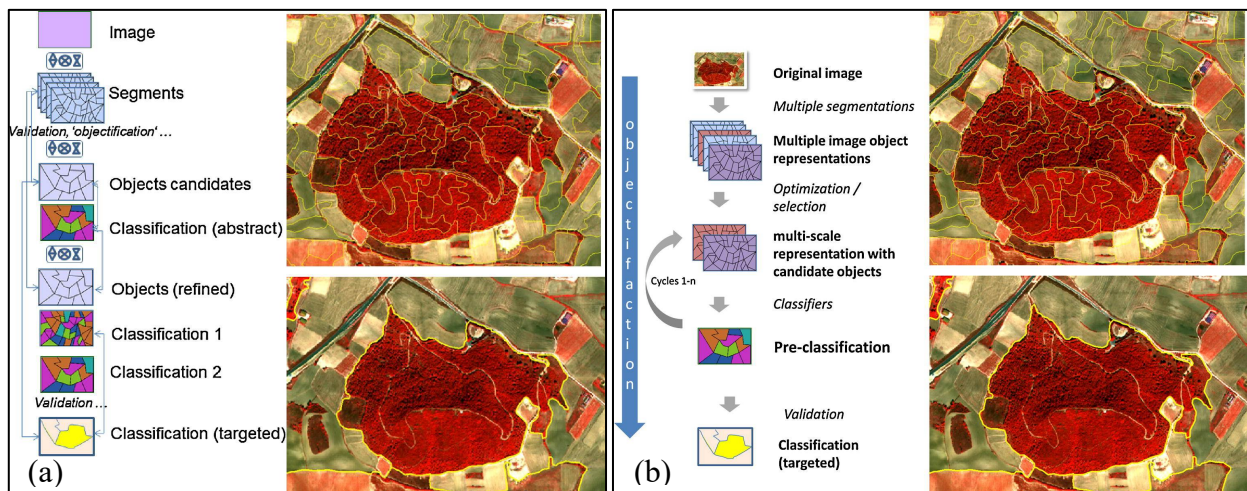 Image
Segments
Validation, 'objectification' ...
Objects candidates
Classification (abstract)
Objects (refined)
Classification 1
Classification 2
Validation ...
Classification (targeted)
(a)
objectifaction
Original image
Multiple segmentations
Multiple image object
representations
Optimization /
selection
multi-scale
representation with
candidate objects
Cycles 1-n
Classifiers
Pre-classification
Validation
Classification
(targeted)
(b)